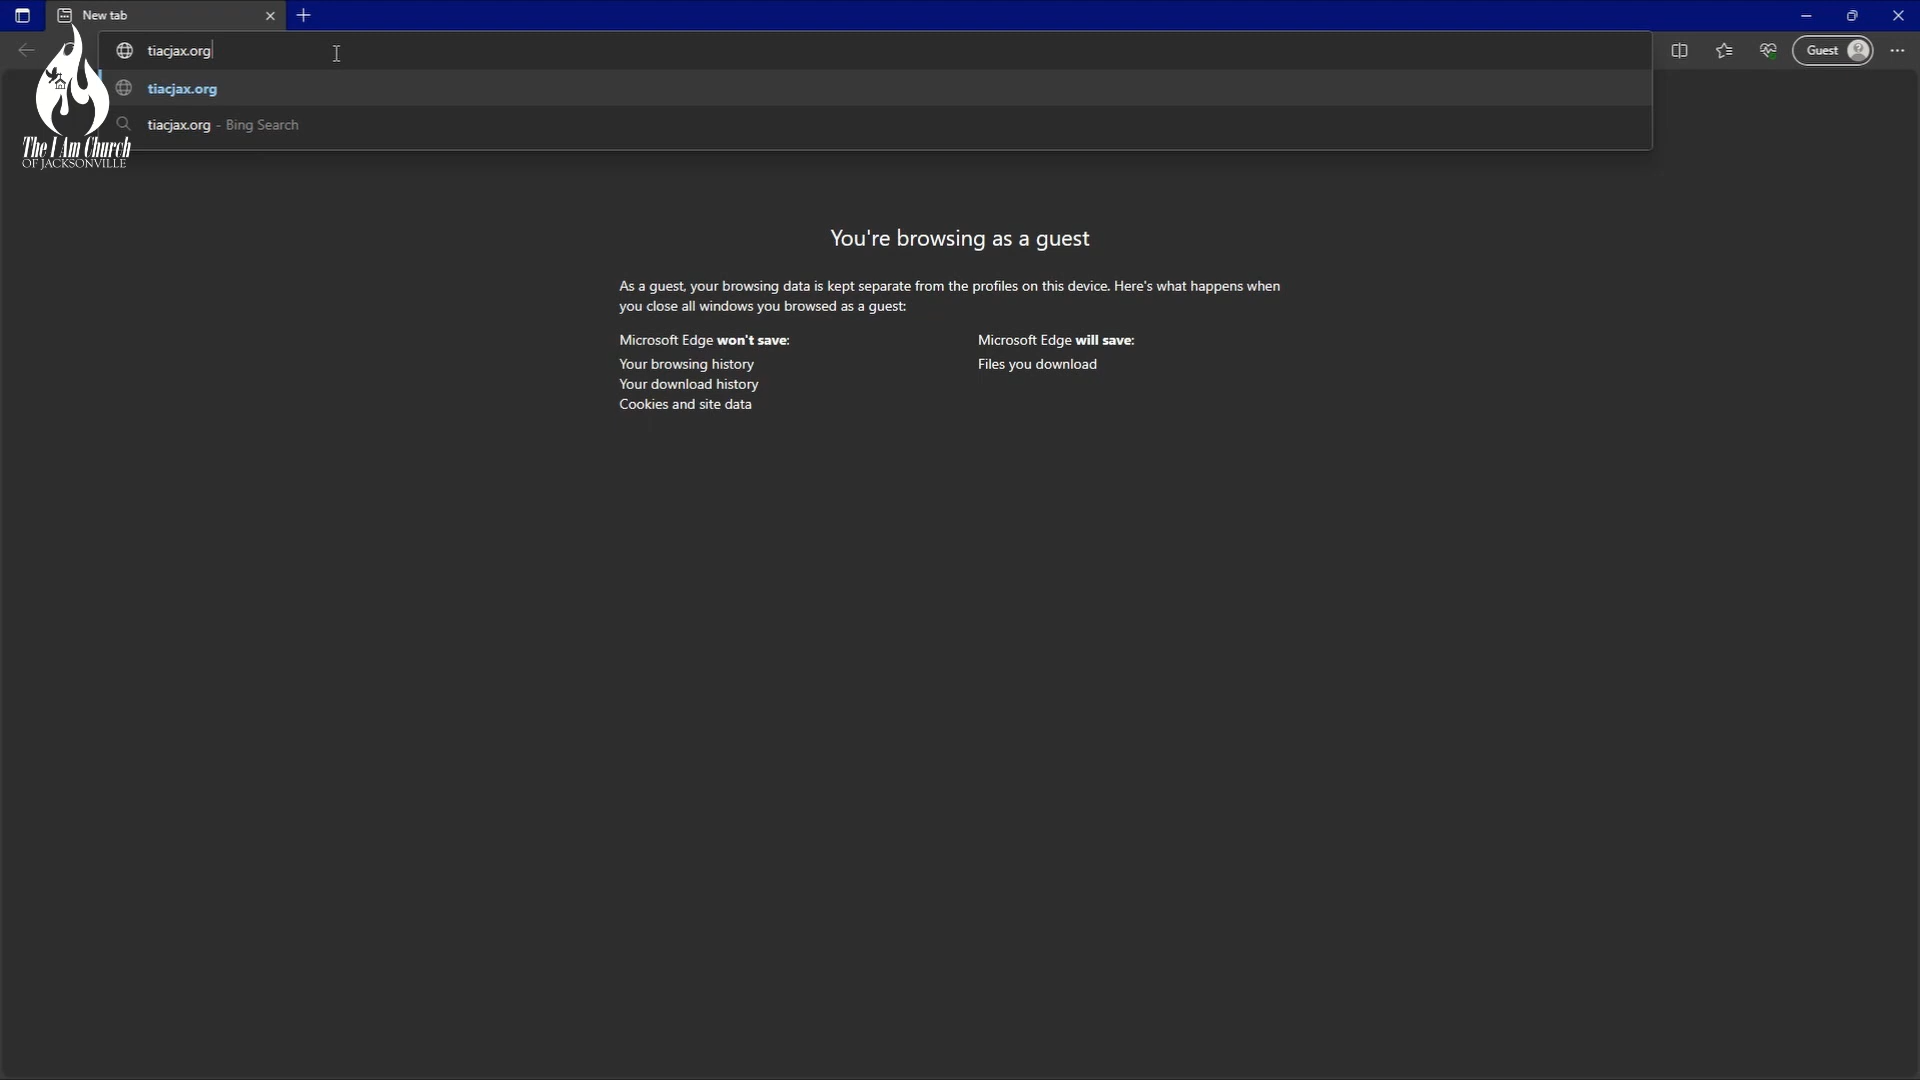 New tab
tiacjax.org
Guest
tiacjax.org
tiacjax.org - Bing Search
The I Am Church
OF JACKSONVILLE
You're browsing as a guest
As a guest, your browsing data is kept separate from the profiles on this device. Here's what happens when
you close all windows you browsed as a guest:
Microsoft Edge won't save:
Your browsing history
Your download history
Cookies and site data
Microsoft Edge will save:
Files you download